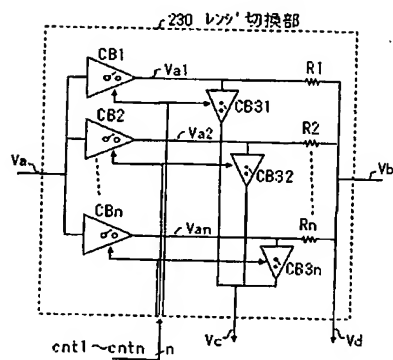 230 レンジ切換部
CB1
Va1
R1
CB31
CB2
Va2
R2
CB32
Va
Vb
CBn
Van
Rn
CB3n
cnt1～cntn
n
Vc
Vd